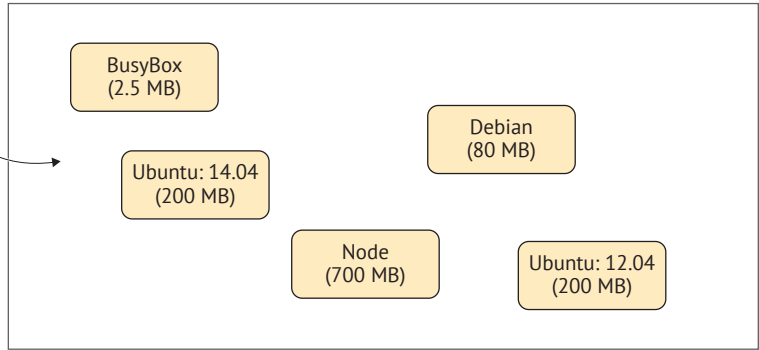 BusyBox
(2.5 MB)
Debian
(80 MB)
Ubuntu: 14.04
(200 MB)
Node
(700 MB)
Ubuntu: 12.04
(200 MB)